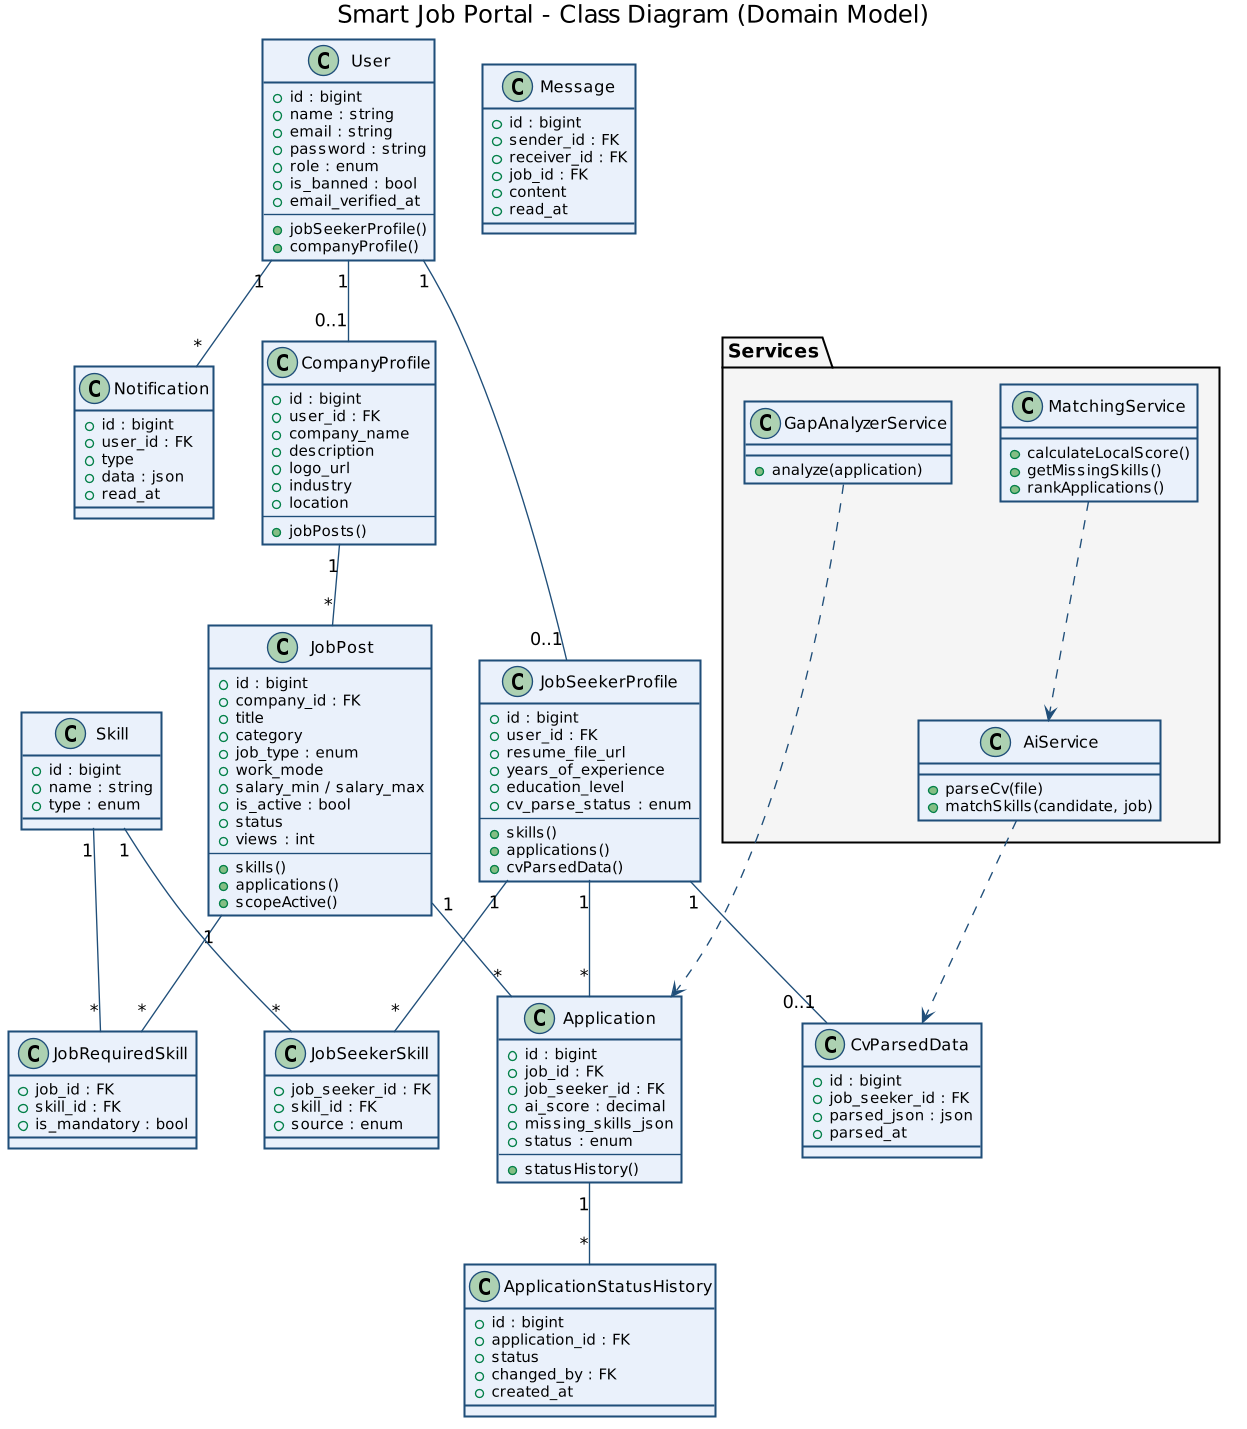 Smart Job Portal - Class Diagram (Domain Model)
C User
id : bigint
name : string
email : string
password : string
role : enum
is_banned : bool
email_verified_at
jobSeekerProfile()
companyProfile()
C Message
id : bigint
sender_id : FK
receiver_id : FK
job_id : FK
content
read_at
1
1
1
*
0..1
0..1
C Notification
id : bigint
user_id : FK
type
data : json
read_at
C CompanyProfile
id : bigint
user_id : FK
company_name
description
logo_url
industry
location
jobPosts()
Services
C GapAnalyzerService
analyze(application)
C MatchingService
calculateLocalScore()
getMissingSkills()
rankApplications()
1
*
C JobPost
id : bigint
company_id : FK
title
category
job_type : enum
work_mode
salary_min / salary_max
is_active : bool
status
views : int
skills()
applications()
scopeActive()
C JobSeekerProfile
id : bigint
user_id : FK
resume_file_url
years_of_experience
education_level
cv_parse_status : enum
skills()
applications()
cvParsedData()
C Skill
id : bigint
name : string
type : enum
C AiService
parseCv(file)
matchSkills(candidate, job)
1
1
1
1
1
1
1
*
*
*
*
*
*
0..1
C JobRequiredSkill
job_id : FK
skill_id : FK
is_mandatory : bool
C JobSeekerSkill
job_seeker_id : FK
skill_id : FK
source : enum
C Application
id : bigint
job_id : FK
job_seeker_id : FK
ai_score : decimal
missing_skills_json
status : enum
statusHistory()
C CvParsedData
id : bigint
job_seeker_id : FK
parsed_json : json
parsed_at
1
*
C ApplicationStatusHistory
id : bigint
application_id : FK
status
changed_by : FK
created_at